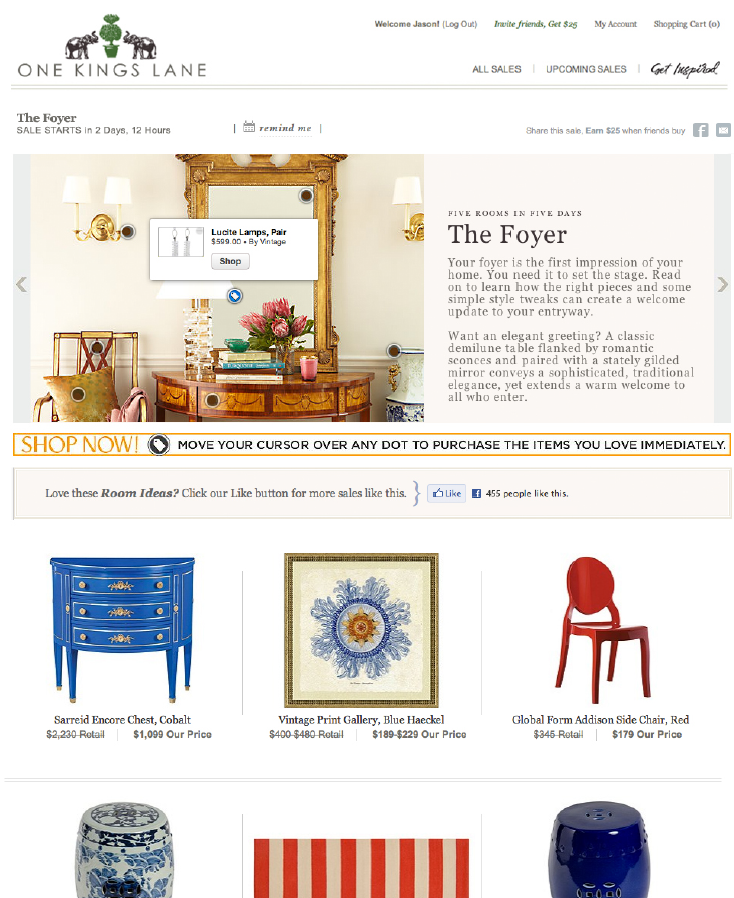 Welcome Jason! (Log Out) Invite friends, Get $25 My Account Shopping Cart (0)
ONE KINGS LANE
ALL SALES | UPCOMING SALES | Get Inspired
The Foyer
SALE STARTS in 2 Days, 12 Hours | remind me |
Share this sale, Earn $25 when friends buy
Lucite Lamps, Pair
$599.00 • By Vintage
Shop
FIVE ROOMS IN FIVE DAYS
The Foyer
Your foyer is the first impression of your
home. You need it to set the stage. Read
on to learn how the right pieces and some
simple style tweaks can create a welcome
update to your entryway.
Want an elegant greeting? A classic
demilune table flanked by romantic
sconces and paired with a stately gilded
mirror conveys a sophisticated, traditional
elegance, yet extends a warm welcome to
all who enter.
SHOP NOW! MOVE YOUR CURSOR OVER ANY DOT TO PURCHASE THE ITEMS YOU LOVE IMMEDIATELY.
Love these Room Ideas? Click our Like button for more sales like this. } Like 455 people like this.
Sarreid Encore Chest, Cobalt
$2,230 Retail | $1,099 Our Price
Vintage Print Gallery, Blue Haeckel
$400-$480 Retail | $189-$229 Our Price
Global Form Addison Side Chair, Red
$345 Retail | $179 Our Price